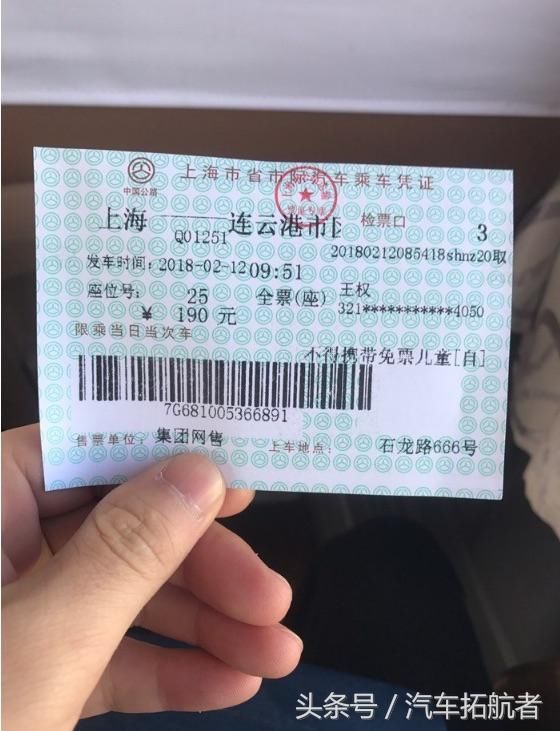 上海市省市际班车乘车凭证
中国公路
上海 连云港市 检票口 3
Q01251 20180212085418shnz20取
发车时间:2018-02-12 09:51
座位号: 25 全票(座) 王权
¥ 190 元 321***********4050
限乘当日当次车
不得携带免票儿童[自]
7G681005366891
售票单位: 集团网售 上车地点: 石龙路666号
头条号 / 汽车拓航者